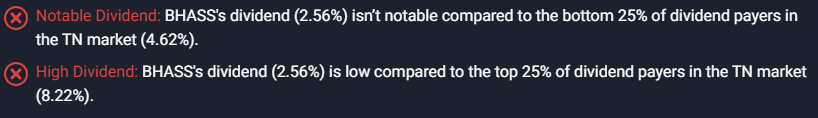 Notable Dividend: BHASS's dividend (2.56%) isn’t notable compared to the bottom 25% of dividend payers in
the TN market (4.62%).
High Dividend: BHASS's dividend (2.56%) is low compared to the top 25% of dividend payers in the TN market
(8.22%).